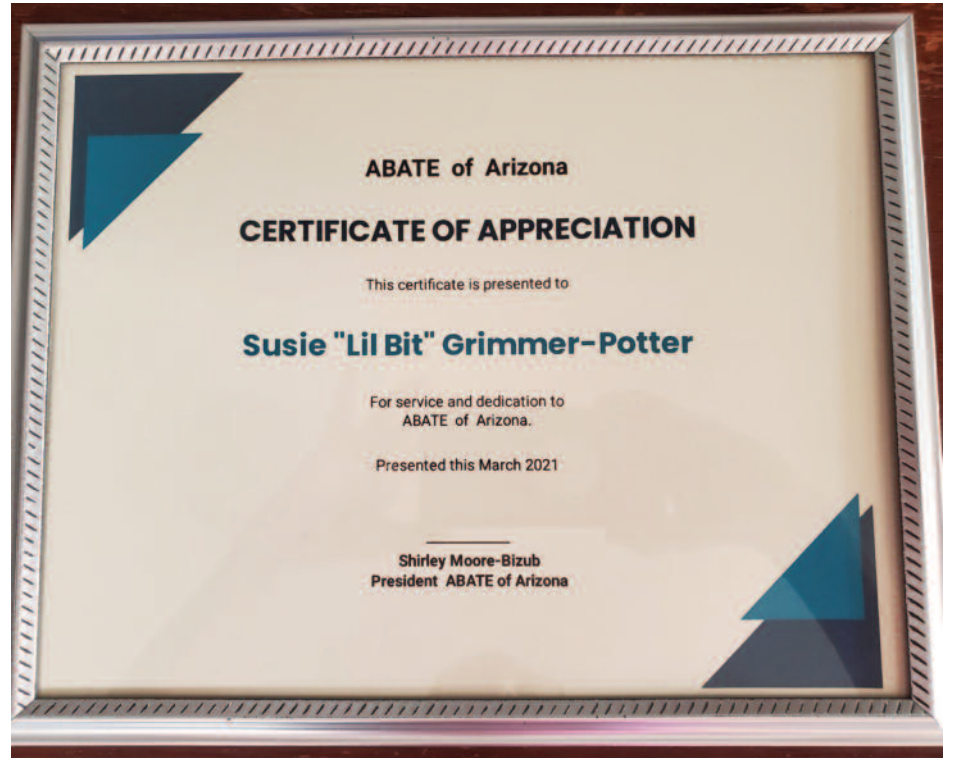 ABATE of Arizona
CERTIFICATE OF APPRECIATION
This certificate is presented to
Susie "Lil Bit" Grimmer-Potter
For service and dedication to
ABATE of Arizona.
Presented this March 2021
Shirley Moore-Bizub
President ABATE of Arizona